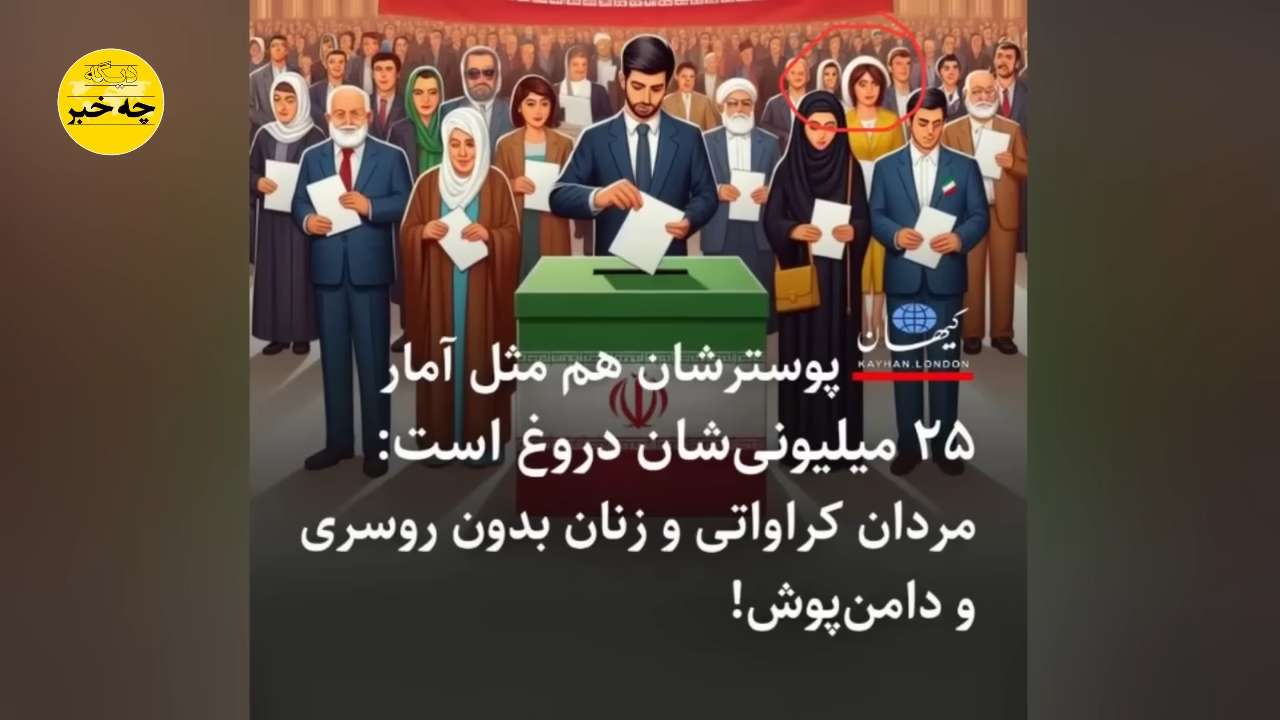 دیگه
چه خبر
کیهان
KAYHAN.LONDON
پوسترشان هم مثل آمار
۲۵ میلیونی‌شان دروغ است:
مردان کراواتی و زنان بدون روسری
و دامن‌پوش!